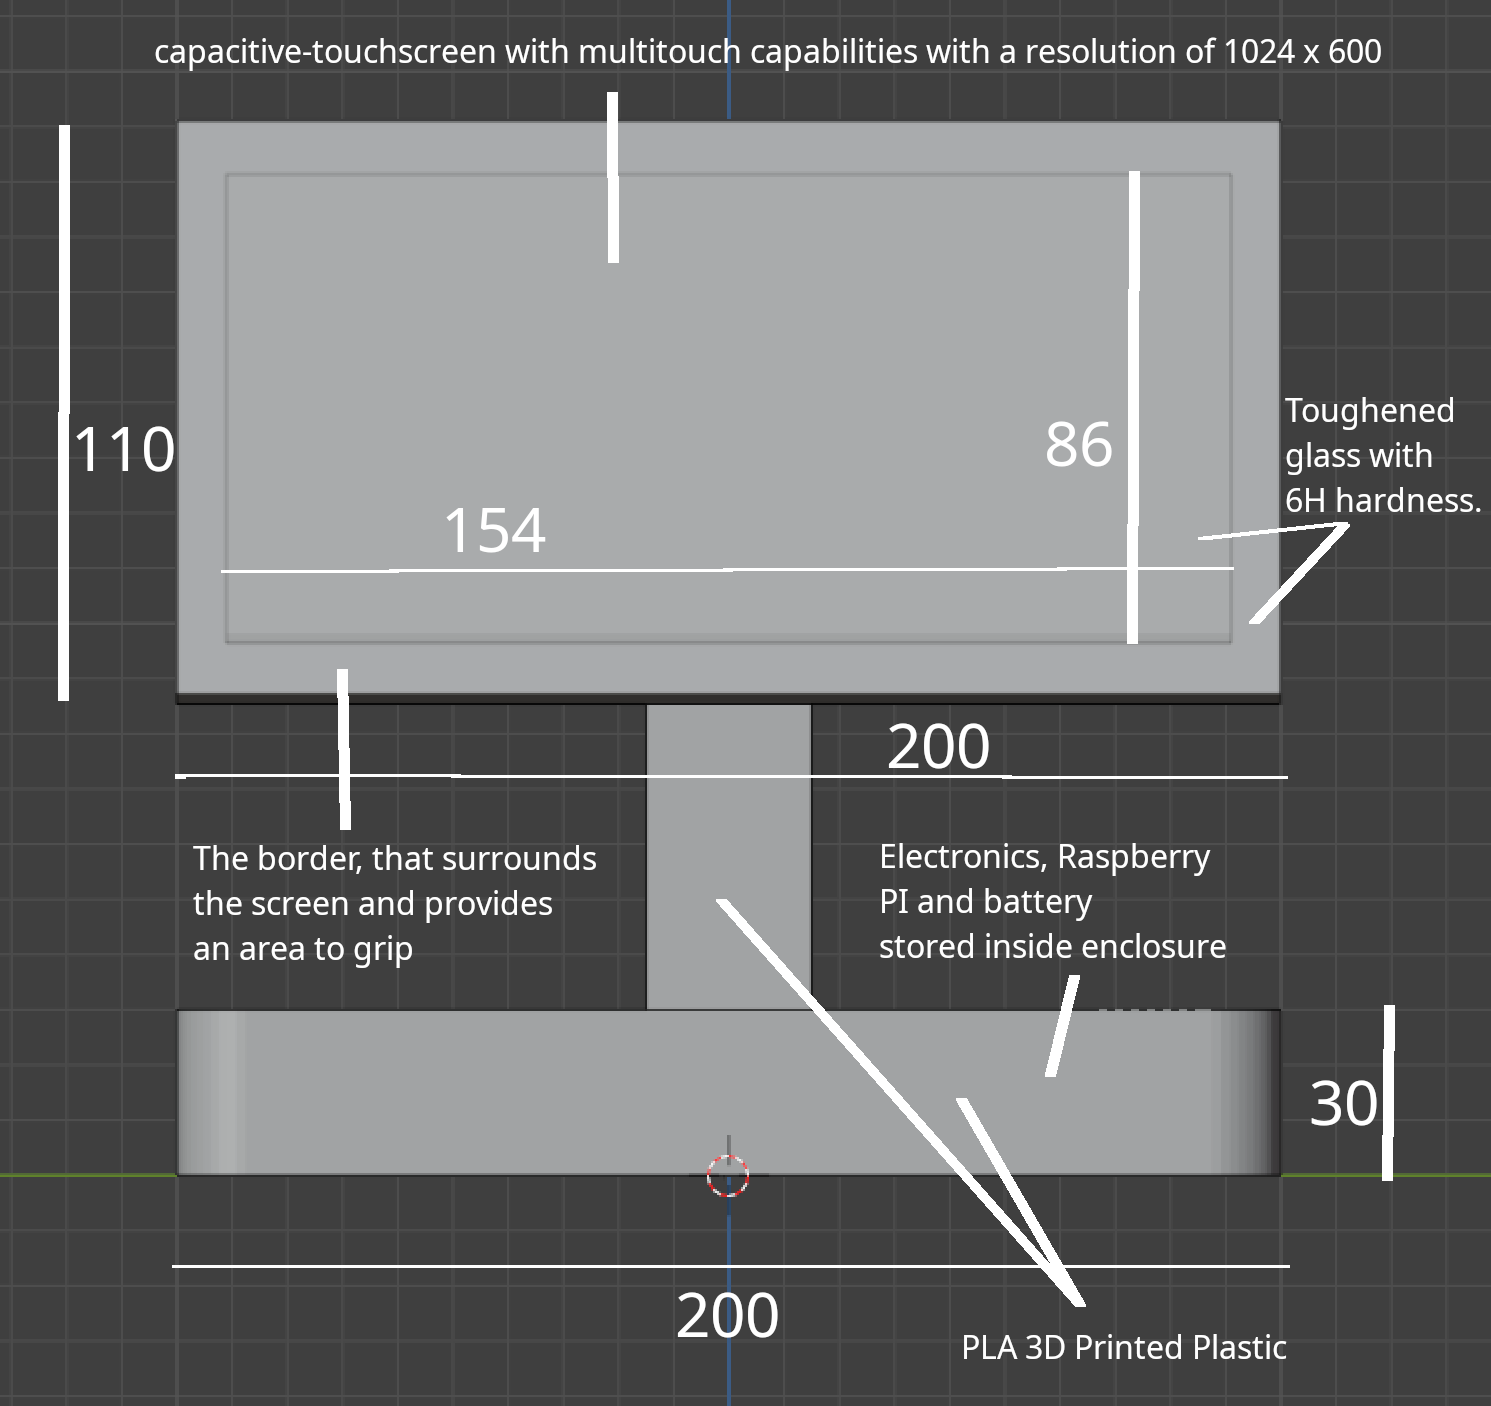 capacitive-touchscreen with multitouch capabilities with a resolution of 1024 x 600
110
86
154
Toughened
glass with
6H hardness.
200
The border, that surrounds
the screen and provides
an area to grip
Electronics, Raspberry
PI and battery
stored inside enclosure
30
200
PLA 3D Printed Plastic